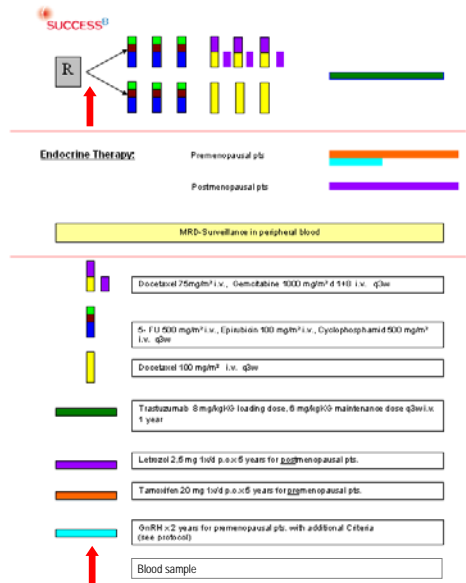 SUCCESS B
R
Endocrine Therapy:
Premenopausal pts
Postmenopausal pts
MRD-Surveillance in peripheral blood
Docetaxel 75mg/m² i.v., Gemcitabine 1000 mg/m² d 1+8 i.v. q3w
5- FU 500 mg/m² i.v., Epirubicin 100 mg/m² i.v., Cyclophosphamid 500 mg/m²
i.v. q3w
Docetaxel 100 mg/m² i.v. q3w
Trastuzumab 8 mg/kgKG loading dose, 6 mg/kgKG maintenance dose q3w i.v.
1 year
Letrozol 2.5 mg 1x/d p.o.x 5 years for postmenopausal pts.
Tamoxifen 20 mg 1x/d p.o.x 5 years for premenopausal pts.
GnRH x 2 years for premenopausal pts. with additional Criteria
(see protocol)
Blood sample